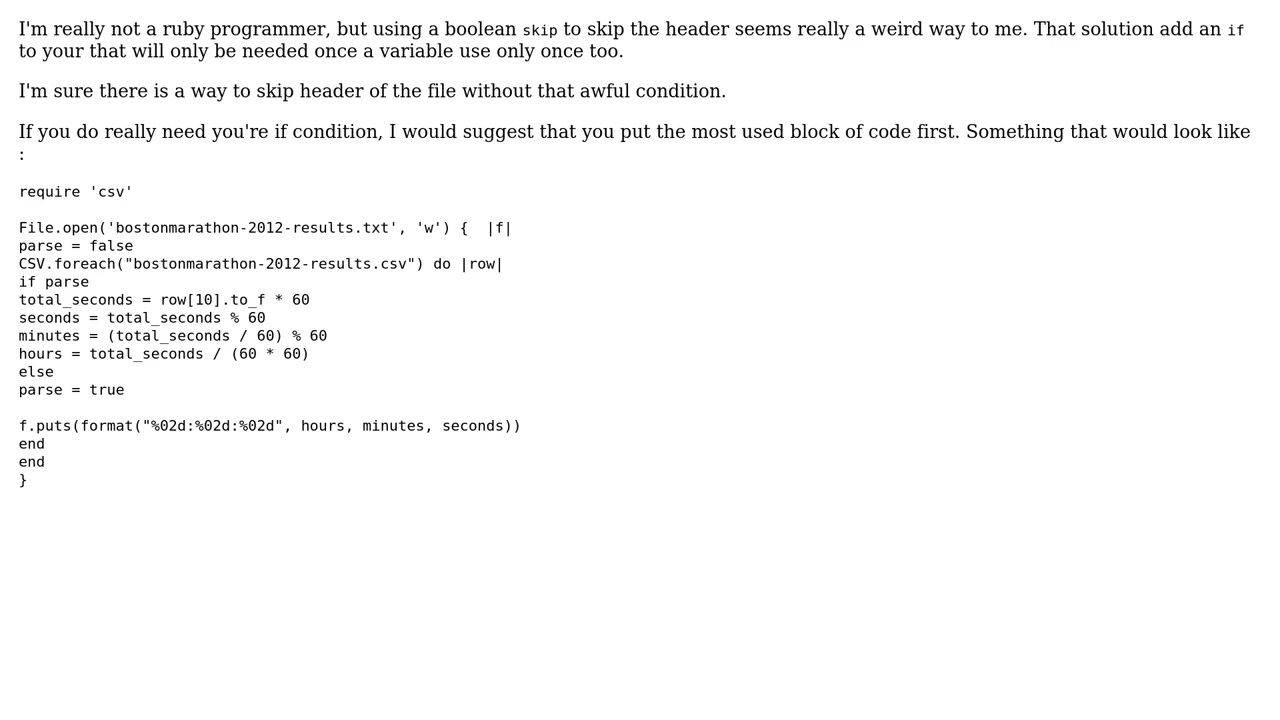 I'm really not a ruby programmer, but using a boolean skip to skip the header seems really a weird way to me. That solution add an if
to your that will only be needed once a variable use only once too.
I'm sure there is a way to skip header of the file without that awful condition.
If you do really need you're if condition, I would suggest that you put the most used block of code first. Something that would look like
:
require 'csv'
File.open('bostonmarathon-2012-results.txt', 'w') {  |f|
parse = false
CSV.foreach("bostonmarathon-2012-results.csv") do |row|
if parse
total_seconds = row[10].to_f * 60
seconds = total_seconds % 60
minutes = (total_seconds / 60) % 60
hours = total_seconds / (60 * 60)
else
parse = true
f.puts(format("%02d:%02d:%02d", hours, minutes, seconds))
end
end
}